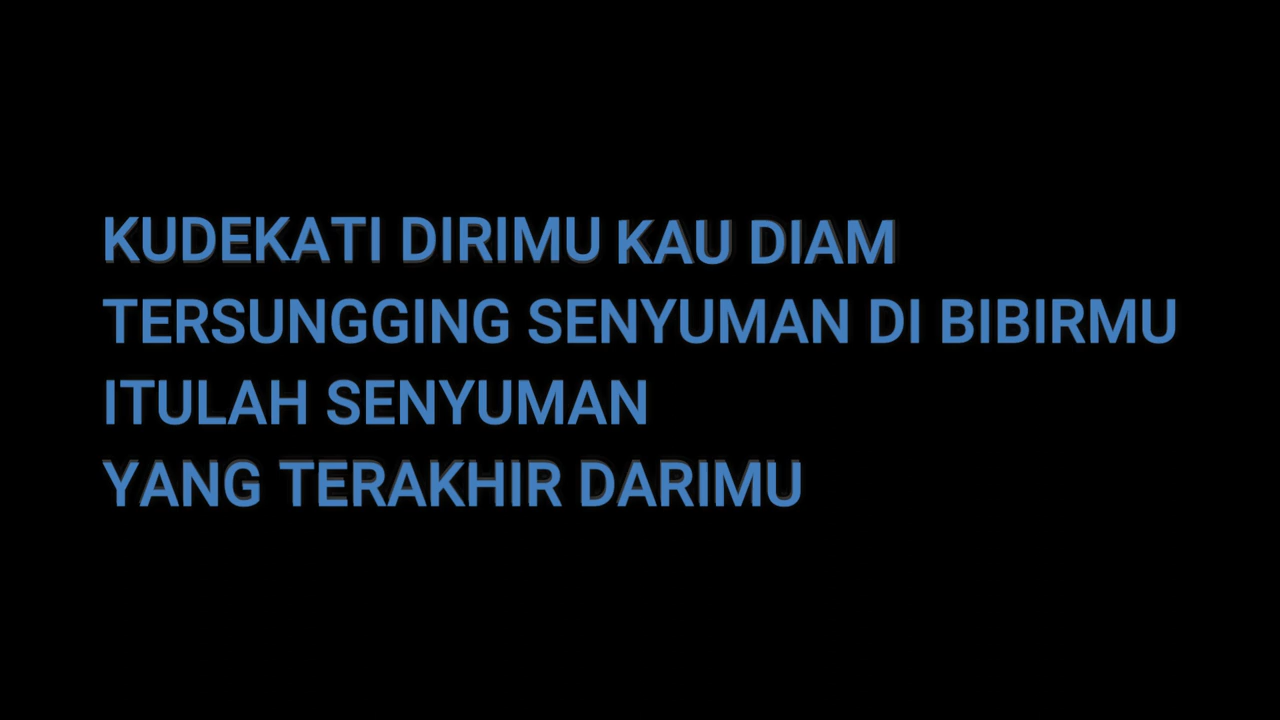 KUDEKATI DIRIMU KAU DIAM
TERSUNGGING SENYUMAN DI BIBIRMU
ITULAH SENYUMAN
YANG TERAKHIR DARIMU